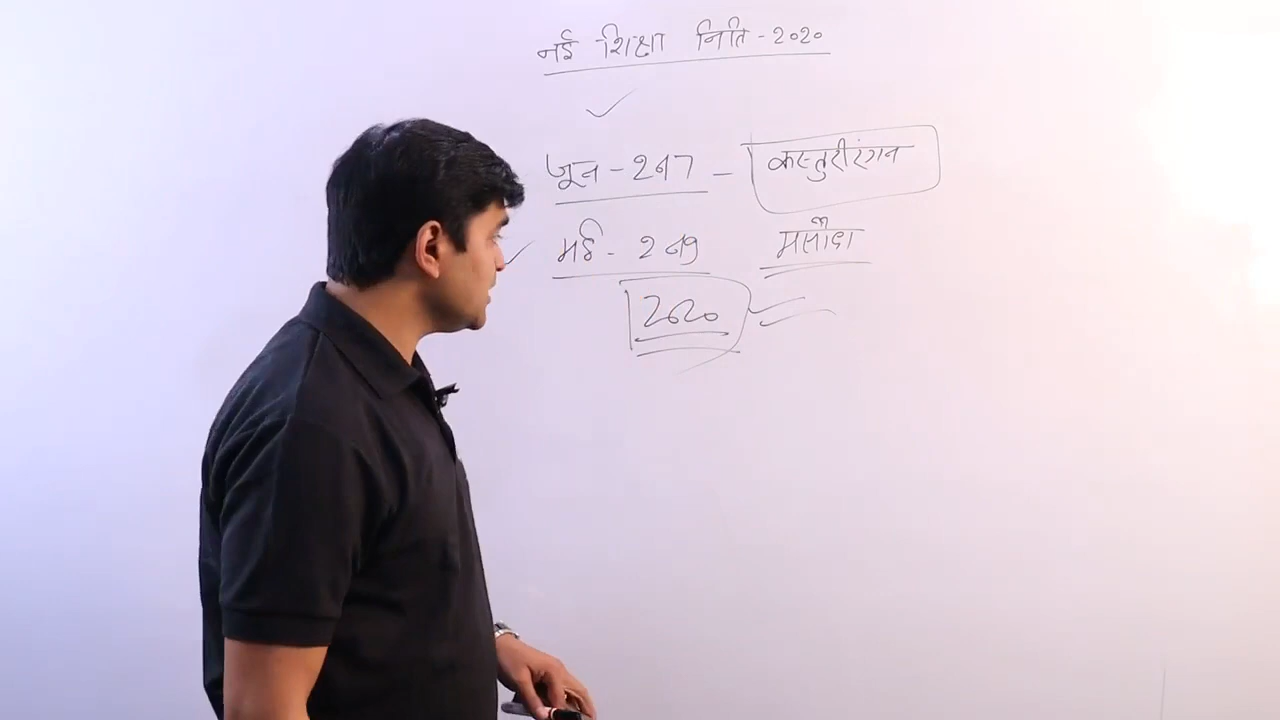 नई शिक्षा निति - 2020
जून - 2017 - कस्तुरीरंगन
मई - 2019 मसौदा
2020